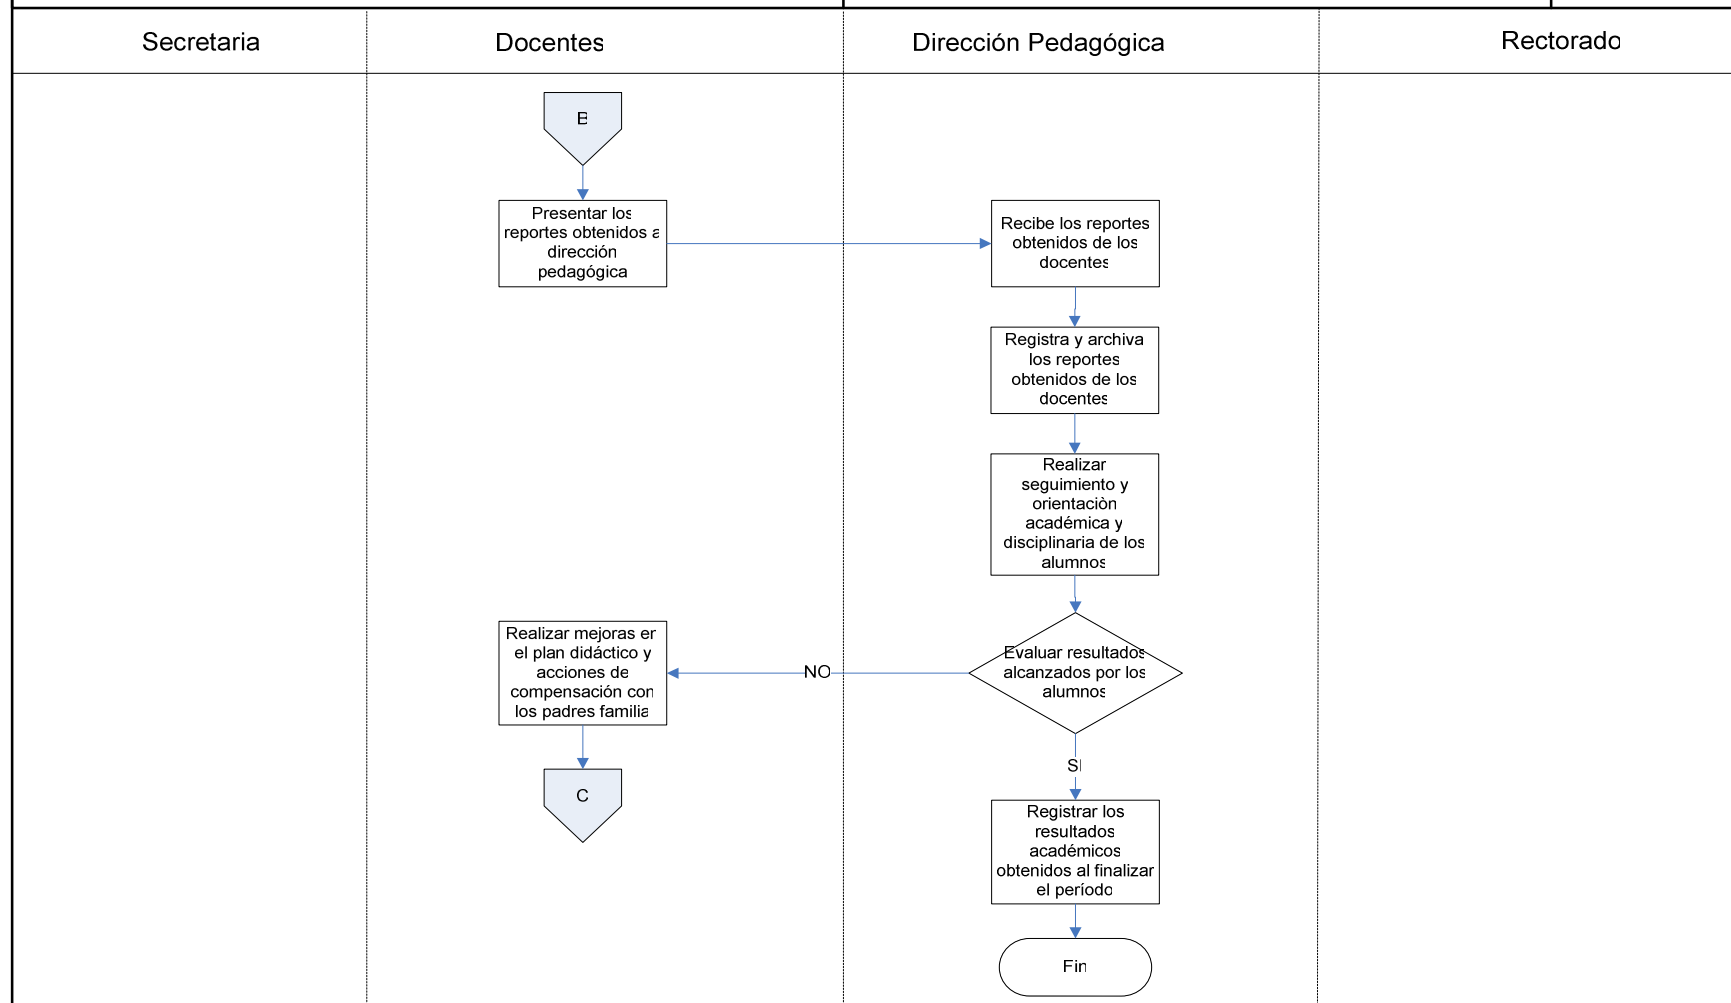 Secretaria
Docentes
Dirección Pedagógica
Rectorado
B
Presentar los
reportes obtenidos a
dirección
pedagógica
Recibe los reportes
obtenidos de los
docentes
Registra y archiva
los reportes
obtenidos de los
docentes
Realizar
seguimiento y
orientaciòn
académica y
disciplinaria de los
alumnos
Realizar mejoras en
el plan didáctico y
acciones de
compensación con
los padres familia
NO
Evaluar resultados
alcanzados por los
alumnos
SI
C
Registrar los
resultados
académicos
obtenidos al finalizar
el período
Fin